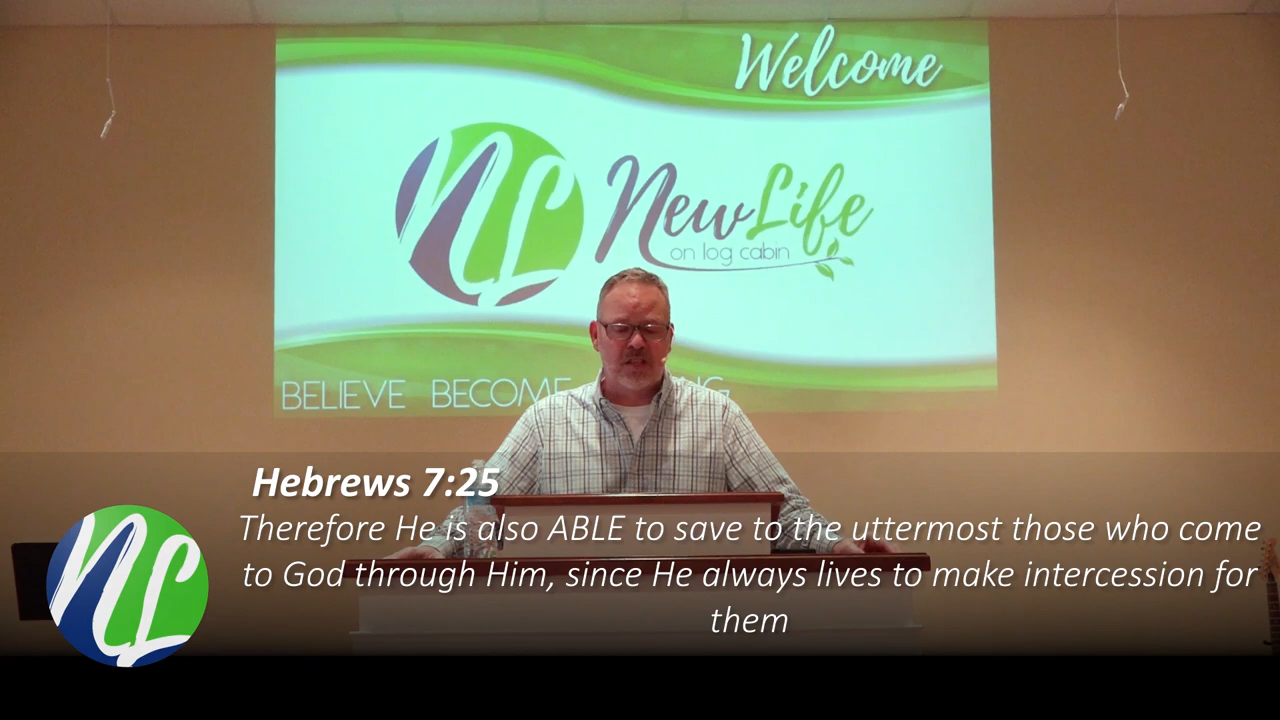 Welcome
NL
NewLife
on log cabin
BELIEVE BECOME
Hebrews 7:25
NL
Therefore He is also ABLE to save to the uttermost those who come
to God through Him, since He always lives to make intercession for
them